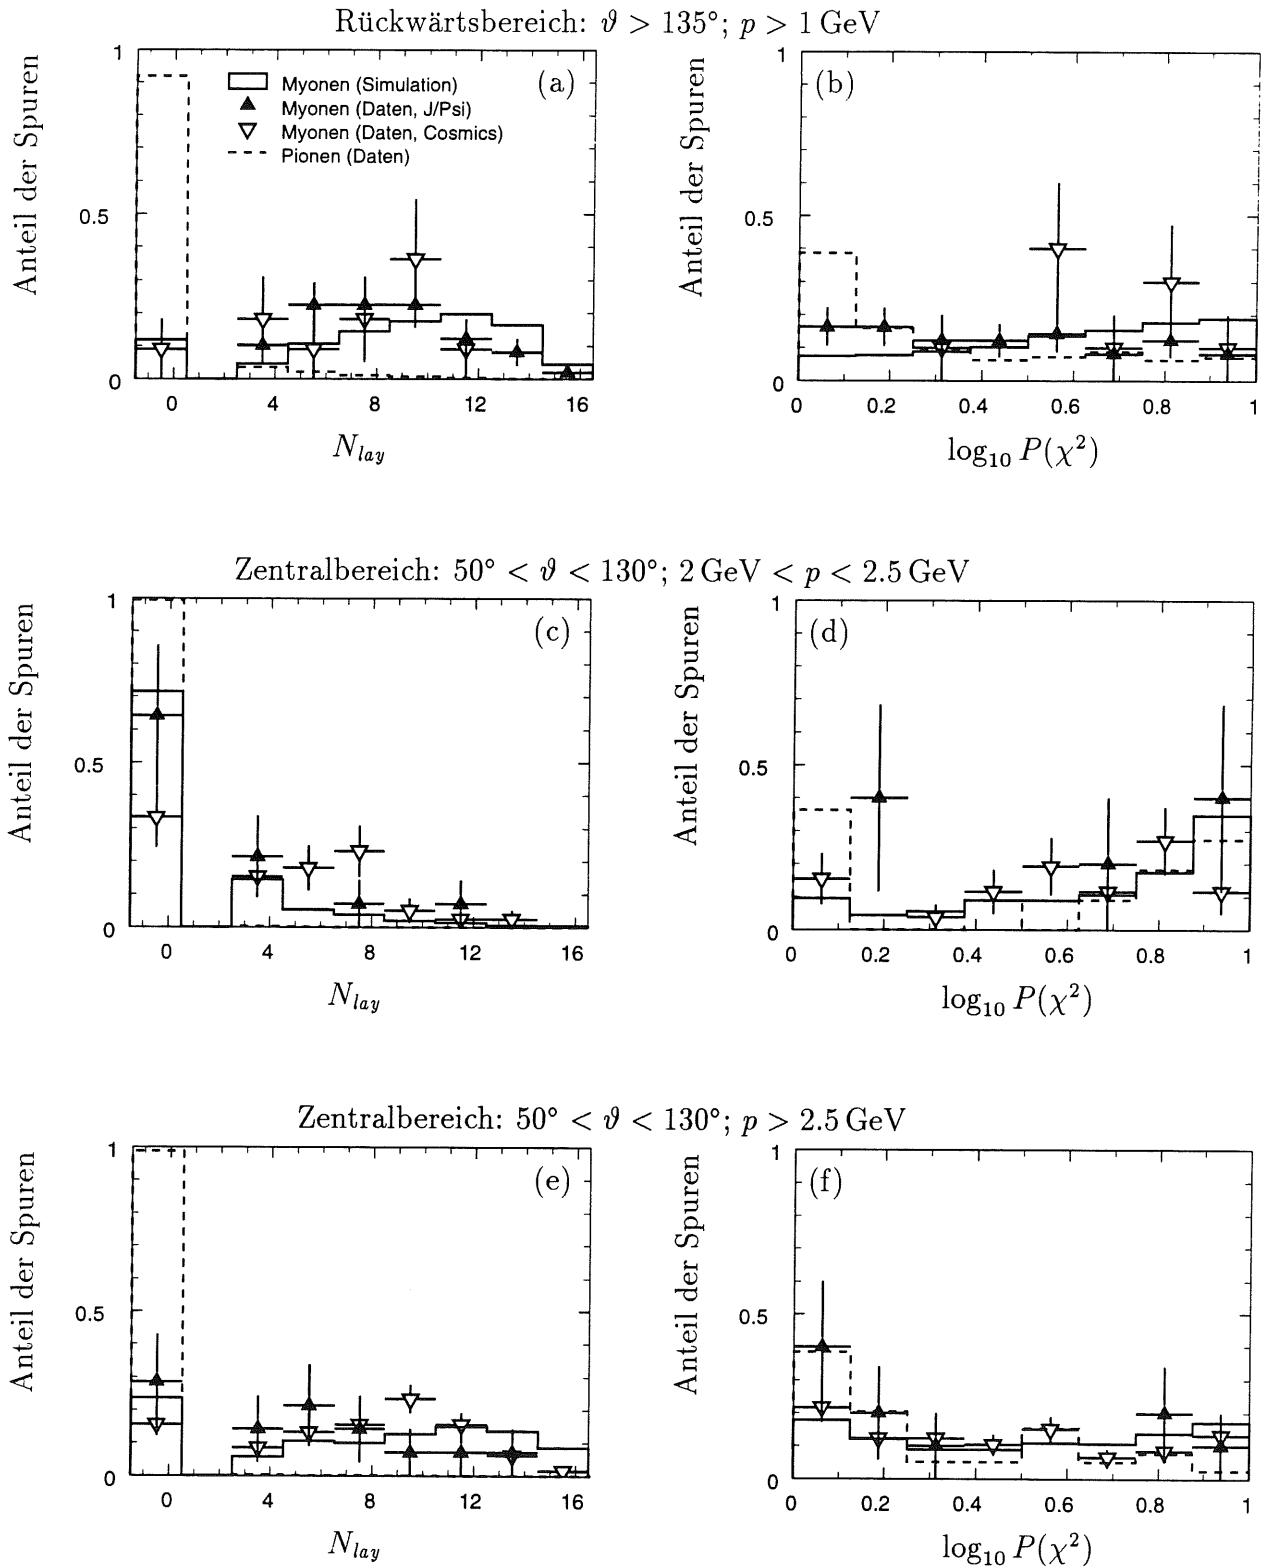 Rückwärtsbereich: ϑ > 135°; p > 1 GeV
Anteil der Spuren
1
0.5
0
(a)
Myonen (Simulation)
Myonen (Daten, J/Psi)
Myonen (Daten, Cosmics)
Pionen (Daten)
0 4 8 12 16
N_lay
Anteil der Spuren
1
0.5
0
(b)
0 0.2 0.4 0.6 0.8 1
log₁₀ P(χ²)
Zentralbereich: 50° < ϑ < 130°; 2 GeV < p < 2.5 GeV
Anteil der Spuren
1
0.5
0
(c)
0 4 8 12 16
N_lay
Anteil der Spuren
1
0.5
0
(d)
0 0.2 0.4 0.6 0.8 1
log₁₀ P(χ²)
Zentralbereich: 50° < ϑ < 130°; p > 2.5 GeV
Anteil der Spuren
1
0.5
0
(e)
0 4 8 12 16
N_lay
Anteil der Spuren
1
0.5
0
(f)
0 0.2 0.4 0.6 0.8 1
log₁₀ P(χ²)